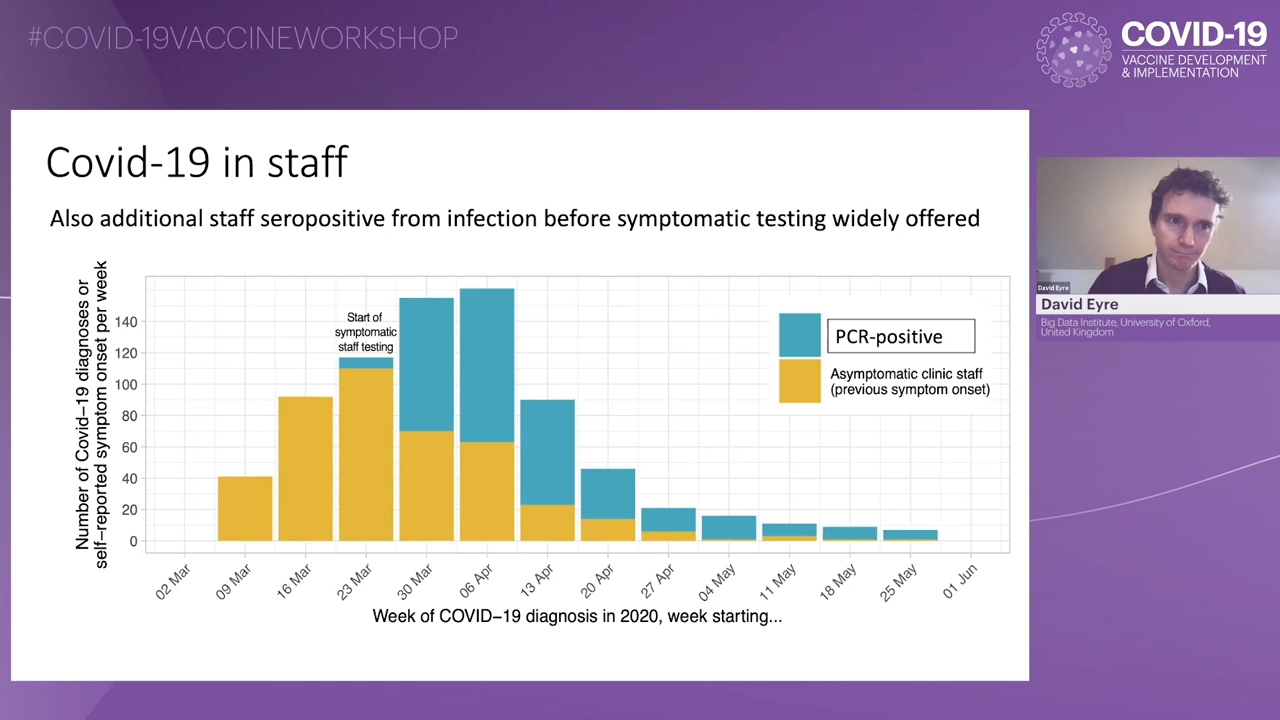 #COVID-19VACCINEWORKSHOP
COVID-19
VACCINE DEVELOPMENT
& IMPLEMENTATION
Covid-19 in staff
Also additional staff seropositive from infection before symptomatic testing widely offered
Number of Covid–19 diagnoses or
self–reported symptom onset per week
140
120
100
80
60
40
20
0
Start of
symptomatic
staff testing
PCR-positive
Asymptomatic clinic staff
(previous symptom onset)
02 Mar
09 Mar
16 Mar
23 Mar
30 Mar
06 Apr
13 Apr
20 Apr
27 Apr
04 May
11 May
18 May
25 May
01 Jun
Week of COVID–19 diagnosis in 2020, week starting...
David Eyre
David Eyre
Big Data Institute, University of Oxford,
United Kingdom